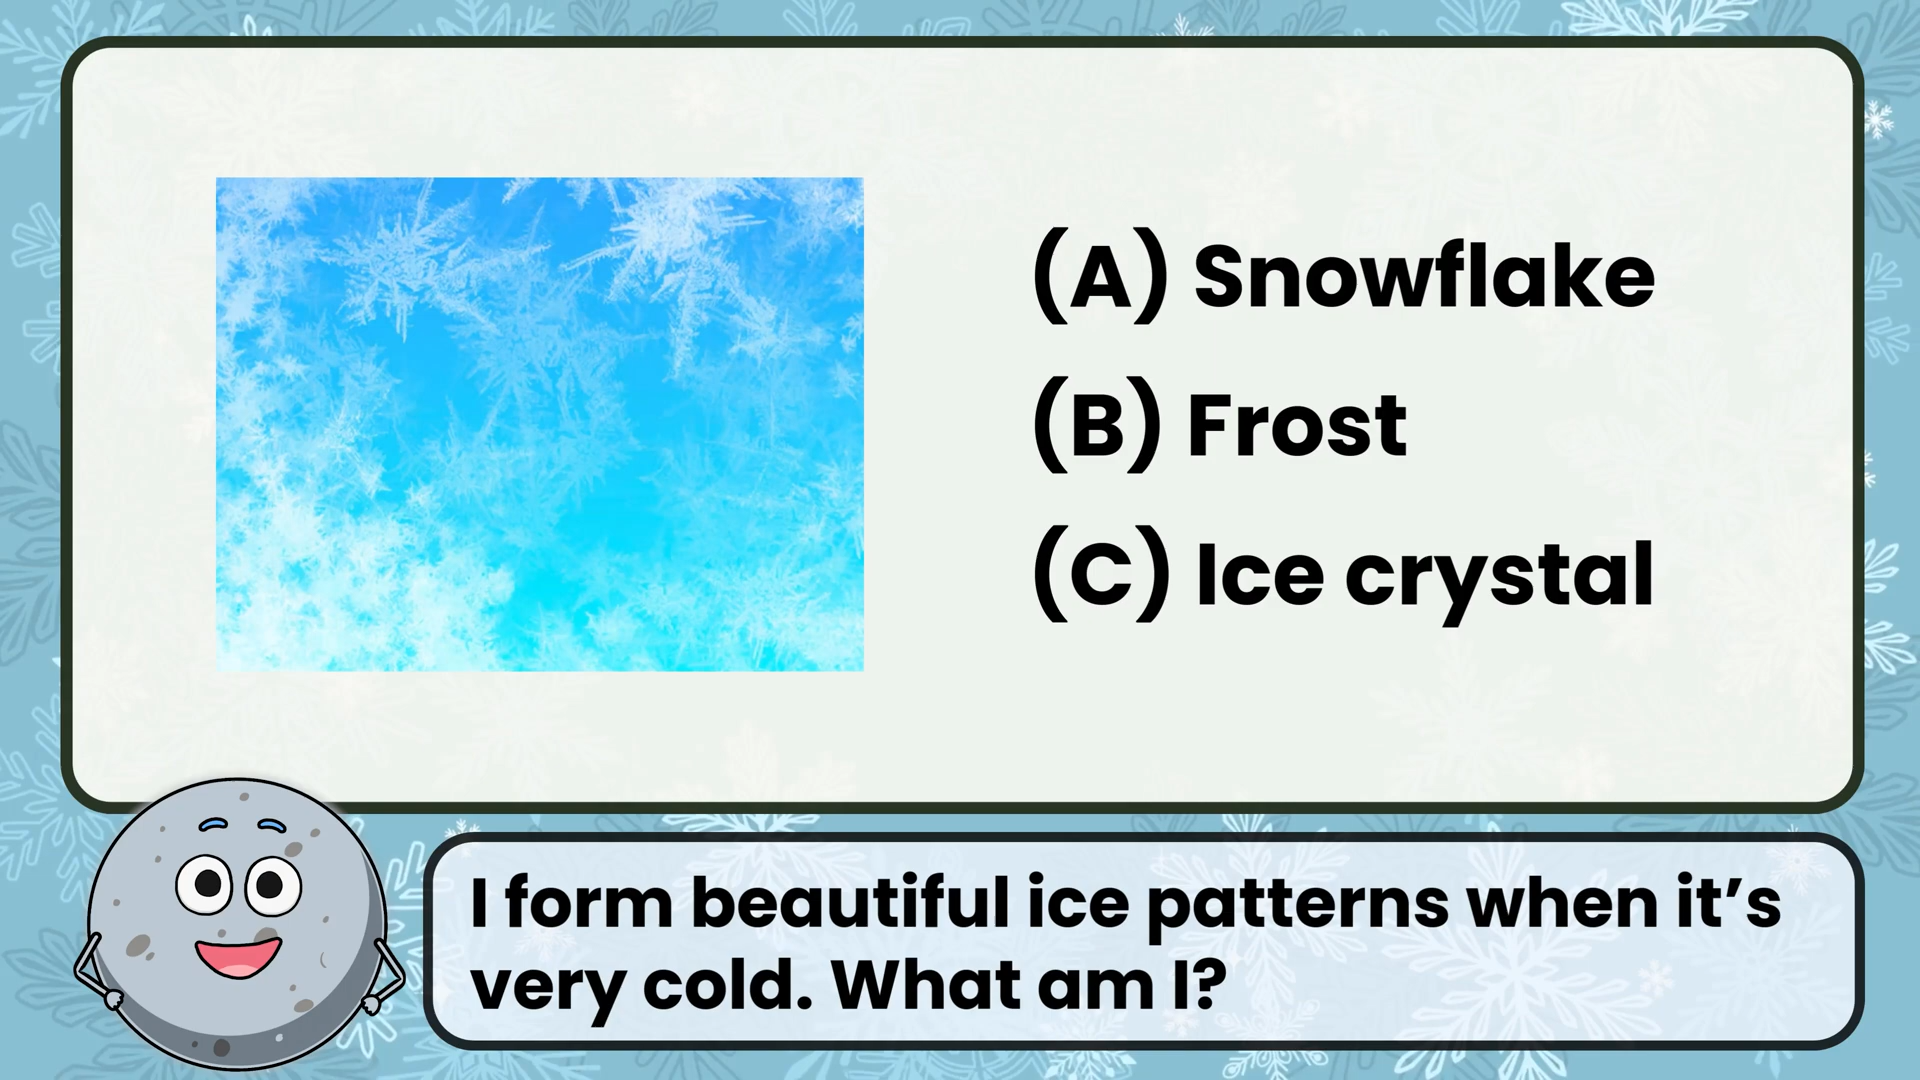 (A) Snowflake
(B) Frost
(C) Ice crystal
I form beautiful ice patterns when it’s
very cold. What am I?